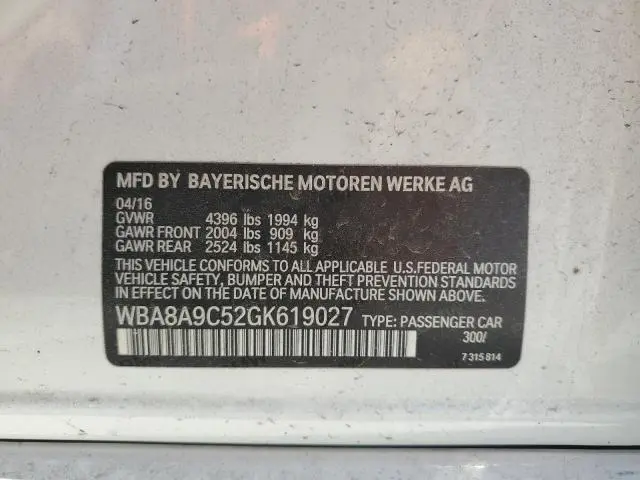 MFD BY BAYERISCHE MOTOREN WERKE AG
04/16
GVWR 4396 lbs 1994 kg
GAWR FRONT 2004 lbs 909 kg
GAWR REAR 2524 lbs 1145 kg
THIS VEHICLE CONFORMS TO ALL APPLICABLE U.S.FEDERAL MOTOR
VEHICLE SAFETY, BUMPER AND THEFT PREVENTION STANDARDS
IN EFFECT ON THE DATE OF MANUFACTURE SHOWN ABOVE.
WBA8A9C52GK619027 TYPE: PASSENGER CAR
300/
7 315 814